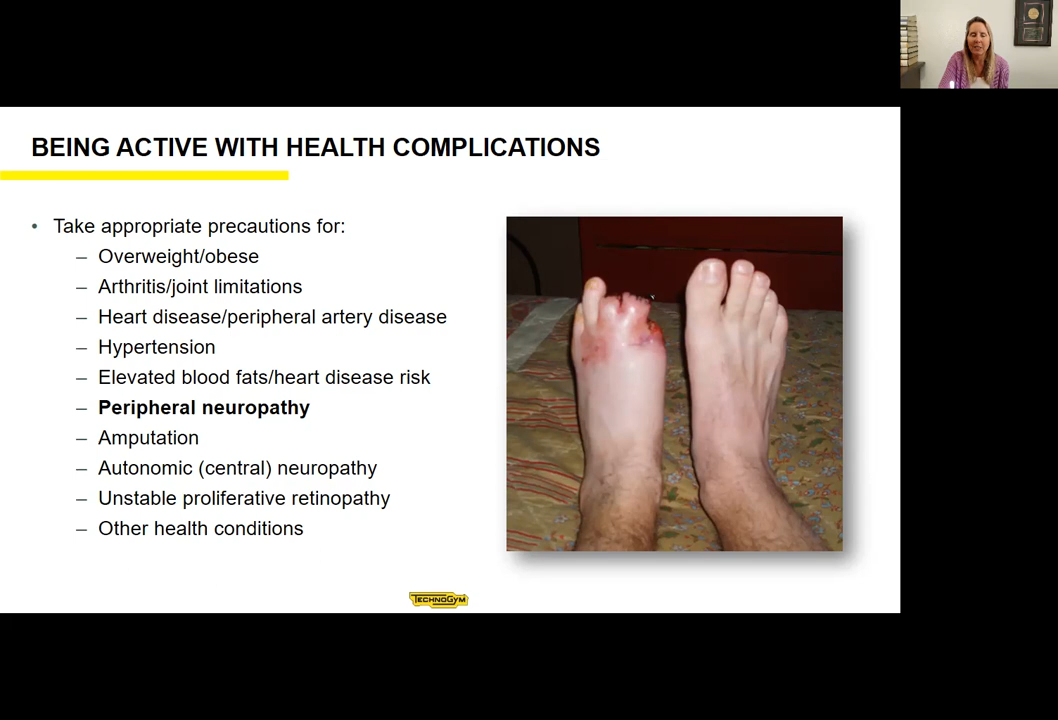 BEING ACTIVE WITH HEALTH COMPLICATIONS
• Take appropriate precautions for:
– Overweight/obese
– Arthritis/joint limitations
– Heart disease/peripheral artery disease
– Hypertension
– Elevated blood fats/heart disease risk
– Peripheral neuropathy
– Amputation
– Autonomic (central) neuropathy
– Unstable proliferative retinopathy
– Other health conditions
TECHNOGYM